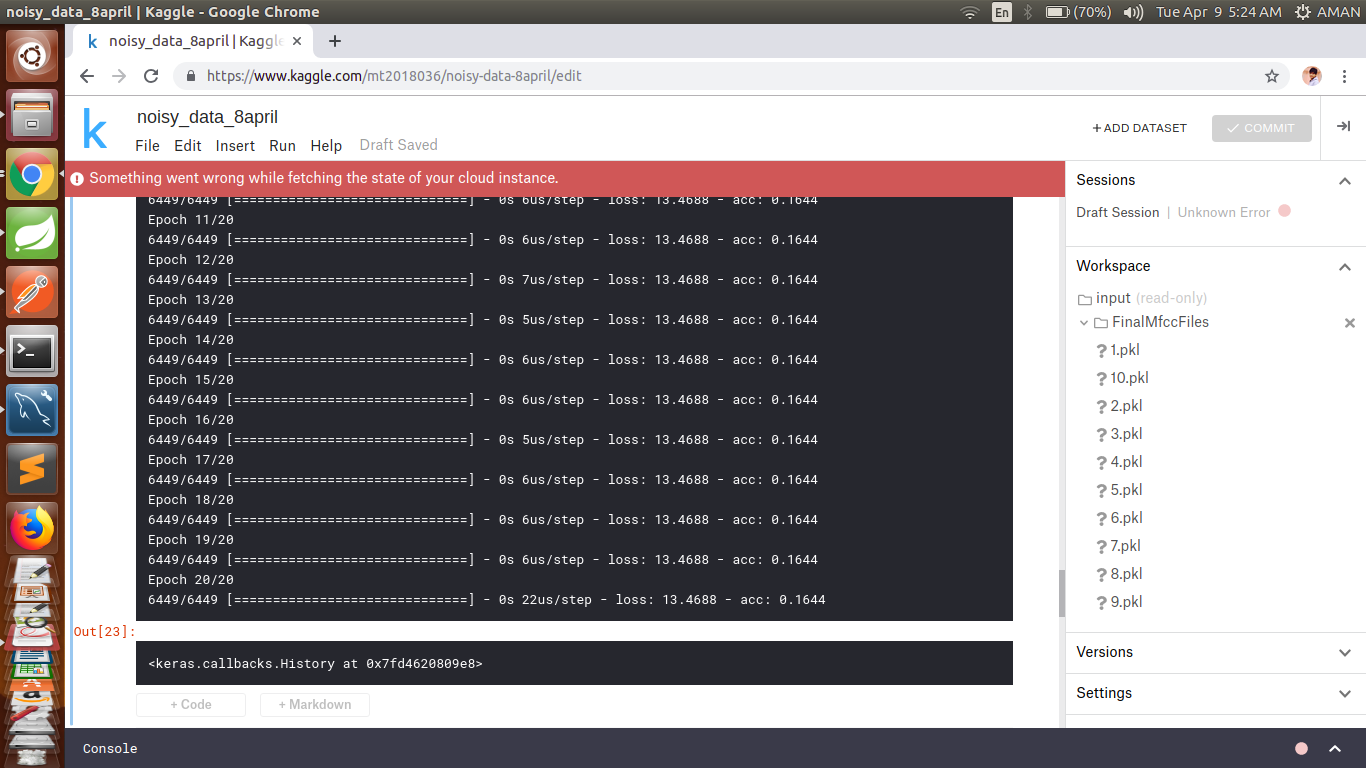 noisy_data_8april | Kaggle - Google Chrome
En
(70%)
Tue Apr 9 5:24 AM
AMAN
k noisy_data_8april | Kaggle
https://www.kaggle.com/mt2018036/noisy-data-8april/edit
k
noisy_data_8april
File Edit Insert Run Help Draft Saved
+ ADD DATASET
COMMIT
Something went wrong while fetching the state of your cloud instance.
6449/6449 [==============================] - 0s 6us/step - loss: 13.4688 - acc: 0.1644
Epoch 11/20
6449/6449 [==============================] - 0s 6us/step - loss: 13.4688 - acc: 0.1644
Epoch 12/20
6449/6449 [==============================] - 0s 7us/step - loss: 13.4688 - acc: 0.1644
Epoch 13/20
6449/6449 [==============================] - 0s 5us/step - loss: 13.4688 - acc: 0.1644
Epoch 14/20
6449/6449 [==============================] - 0s 6us/step - loss: 13.4688 - acc: 0.1644
Epoch 15/20
6449/6449 [==============================] - 0s 6us/step - loss: 13.4688 - acc: 0.1644
Epoch 16/20
6449/6449 [==============================] - 0s 5us/step - loss: 13.4688 - acc: 0.1644
Epoch 17/20
6449/6449 [==============================] - 0s 6us/step - loss: 13.4688 - acc: 0.1644
Epoch 18/20
6449/6449 [==============================] - 0s 6us/step - loss: 13.4688 - acc: 0.1644
Epoch 19/20
6449/6449 [==============================] - 0s 6us/step - loss: 13.4688 - acc: 0.1644
Epoch 20/20
6449/6449 [==============================] - 0s 22us/step - loss: 13.4688 - acc: 0.1644
Out[23]:
<keras.callbacks.History at 0x7fd4620809e8>
+ Code + Markdown
Console
Sessions
Draft Session | Unknown Error
Workspace
input (read-only)
FinalMfccFiles
1.pkl
10.pkl
2.pkl
3.pkl
4.pkl
5.pkl
6.pkl
7.pkl
8.pkl
9.pkl
Versions
Settings